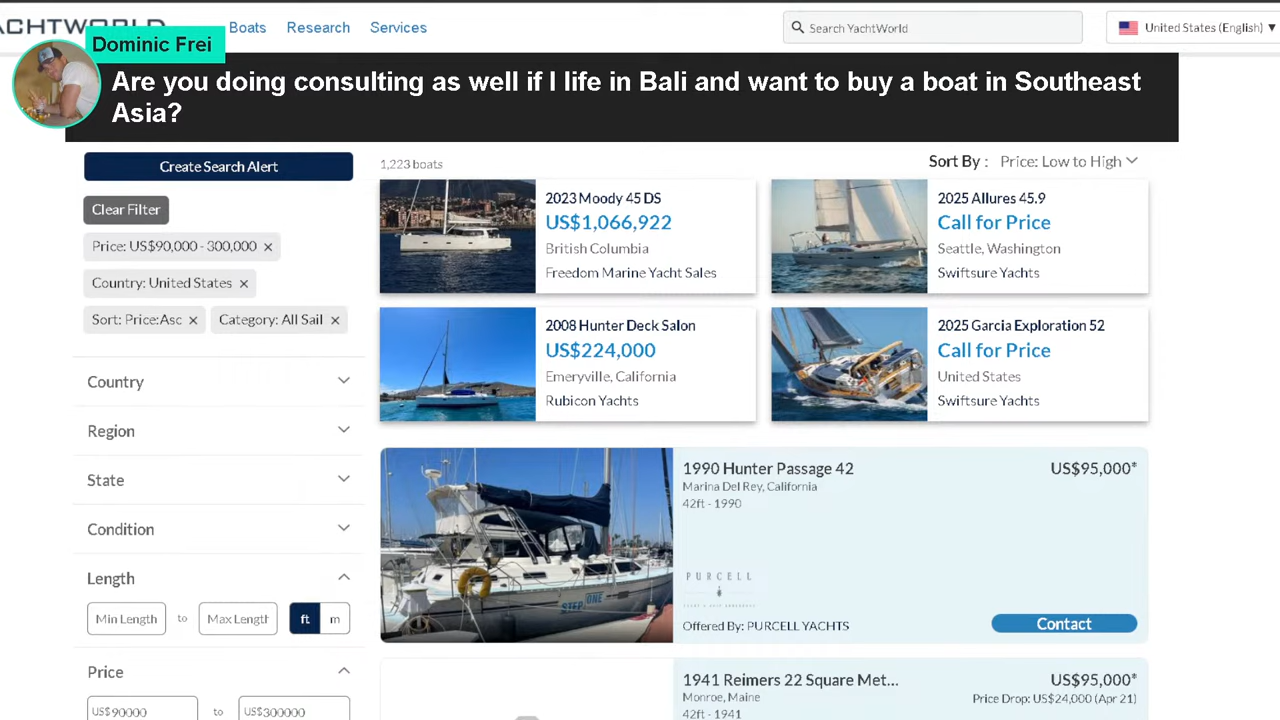 ACHTWORLD
Boats Research Services
Search YachtWorld
United States (English) ▼
Dominic Frei
Are you doing consulting as well if I life in Bali and want to buy a boat in Southeast
Asia?
Create Search Alert
1,223 boats
Sort By : Price: Low to High
Clear Filter
Price: US$90,000 - 300,000 ×
Country: United States ×
Sort: Price:Asc × Category: All Sail ×
Country
Region
State
Condition
Length
Min Length to Max Length ft m
Price
US$90000 to US$300000
2023 Moody 45 DS
US$1,066,922
British Columbia
Freedom Marine Yacht Sales
2025 Allures 45.9
Call for Price
Seattle, Washington
Swiftsure Yachts
2008 Hunter Deck Salon
US$224,000
Emeryville, California
Rubicon Yachts
2025 Garcia Exploration 52
Call for Price
United States
Swiftsure Yachts
STEP ONE
1990 Hunter Passage 42 US$95,000*
Marina Del Rey, California
42ft - 1990
PURCELL
Offered By: PURCELL YACHTS
Contact
1941 Reimers 22 Square Met... US$95,000*
Monroe, Maine Price Drop: US$24,000 (Apr 21)
42ft - 1941